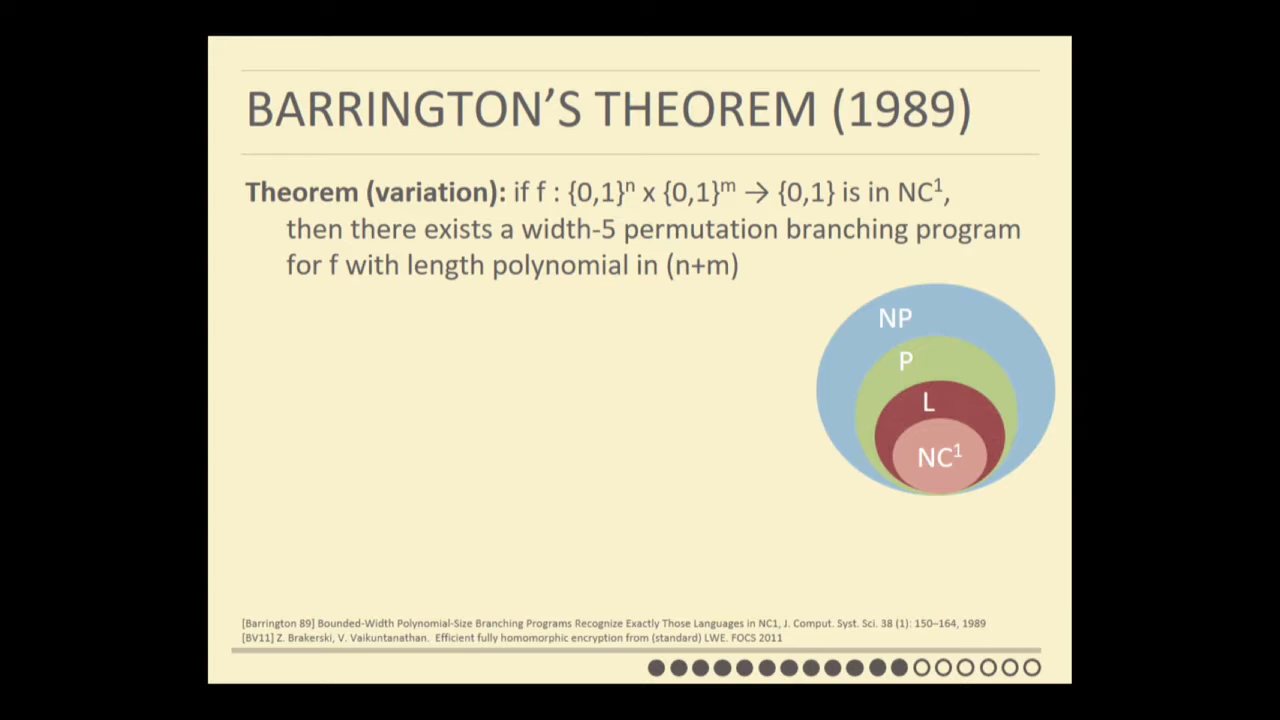 BARRINGTON’S THEOREM (1989)
Theorem (variation): if f : {0,1}ⁿ x {0,1}ᵐ → {0,1} is in NC¹,
then there exists a width-5 permutation branching program
for f with length polynomial in (n+m)
NP
P
L
NC¹
[Barrington 89] Bounded-Width Polynomial-Size Branching Programs Recognize Exactly Those Languages in NC1, J. Comput. Syst. Sci. 38 (1): 150–164, 1989
[BV11] Z. Brakerski, V. Vaikuntanathan. Efficient fully homomorphic encryption from (standard) LWE. FOCS 2011